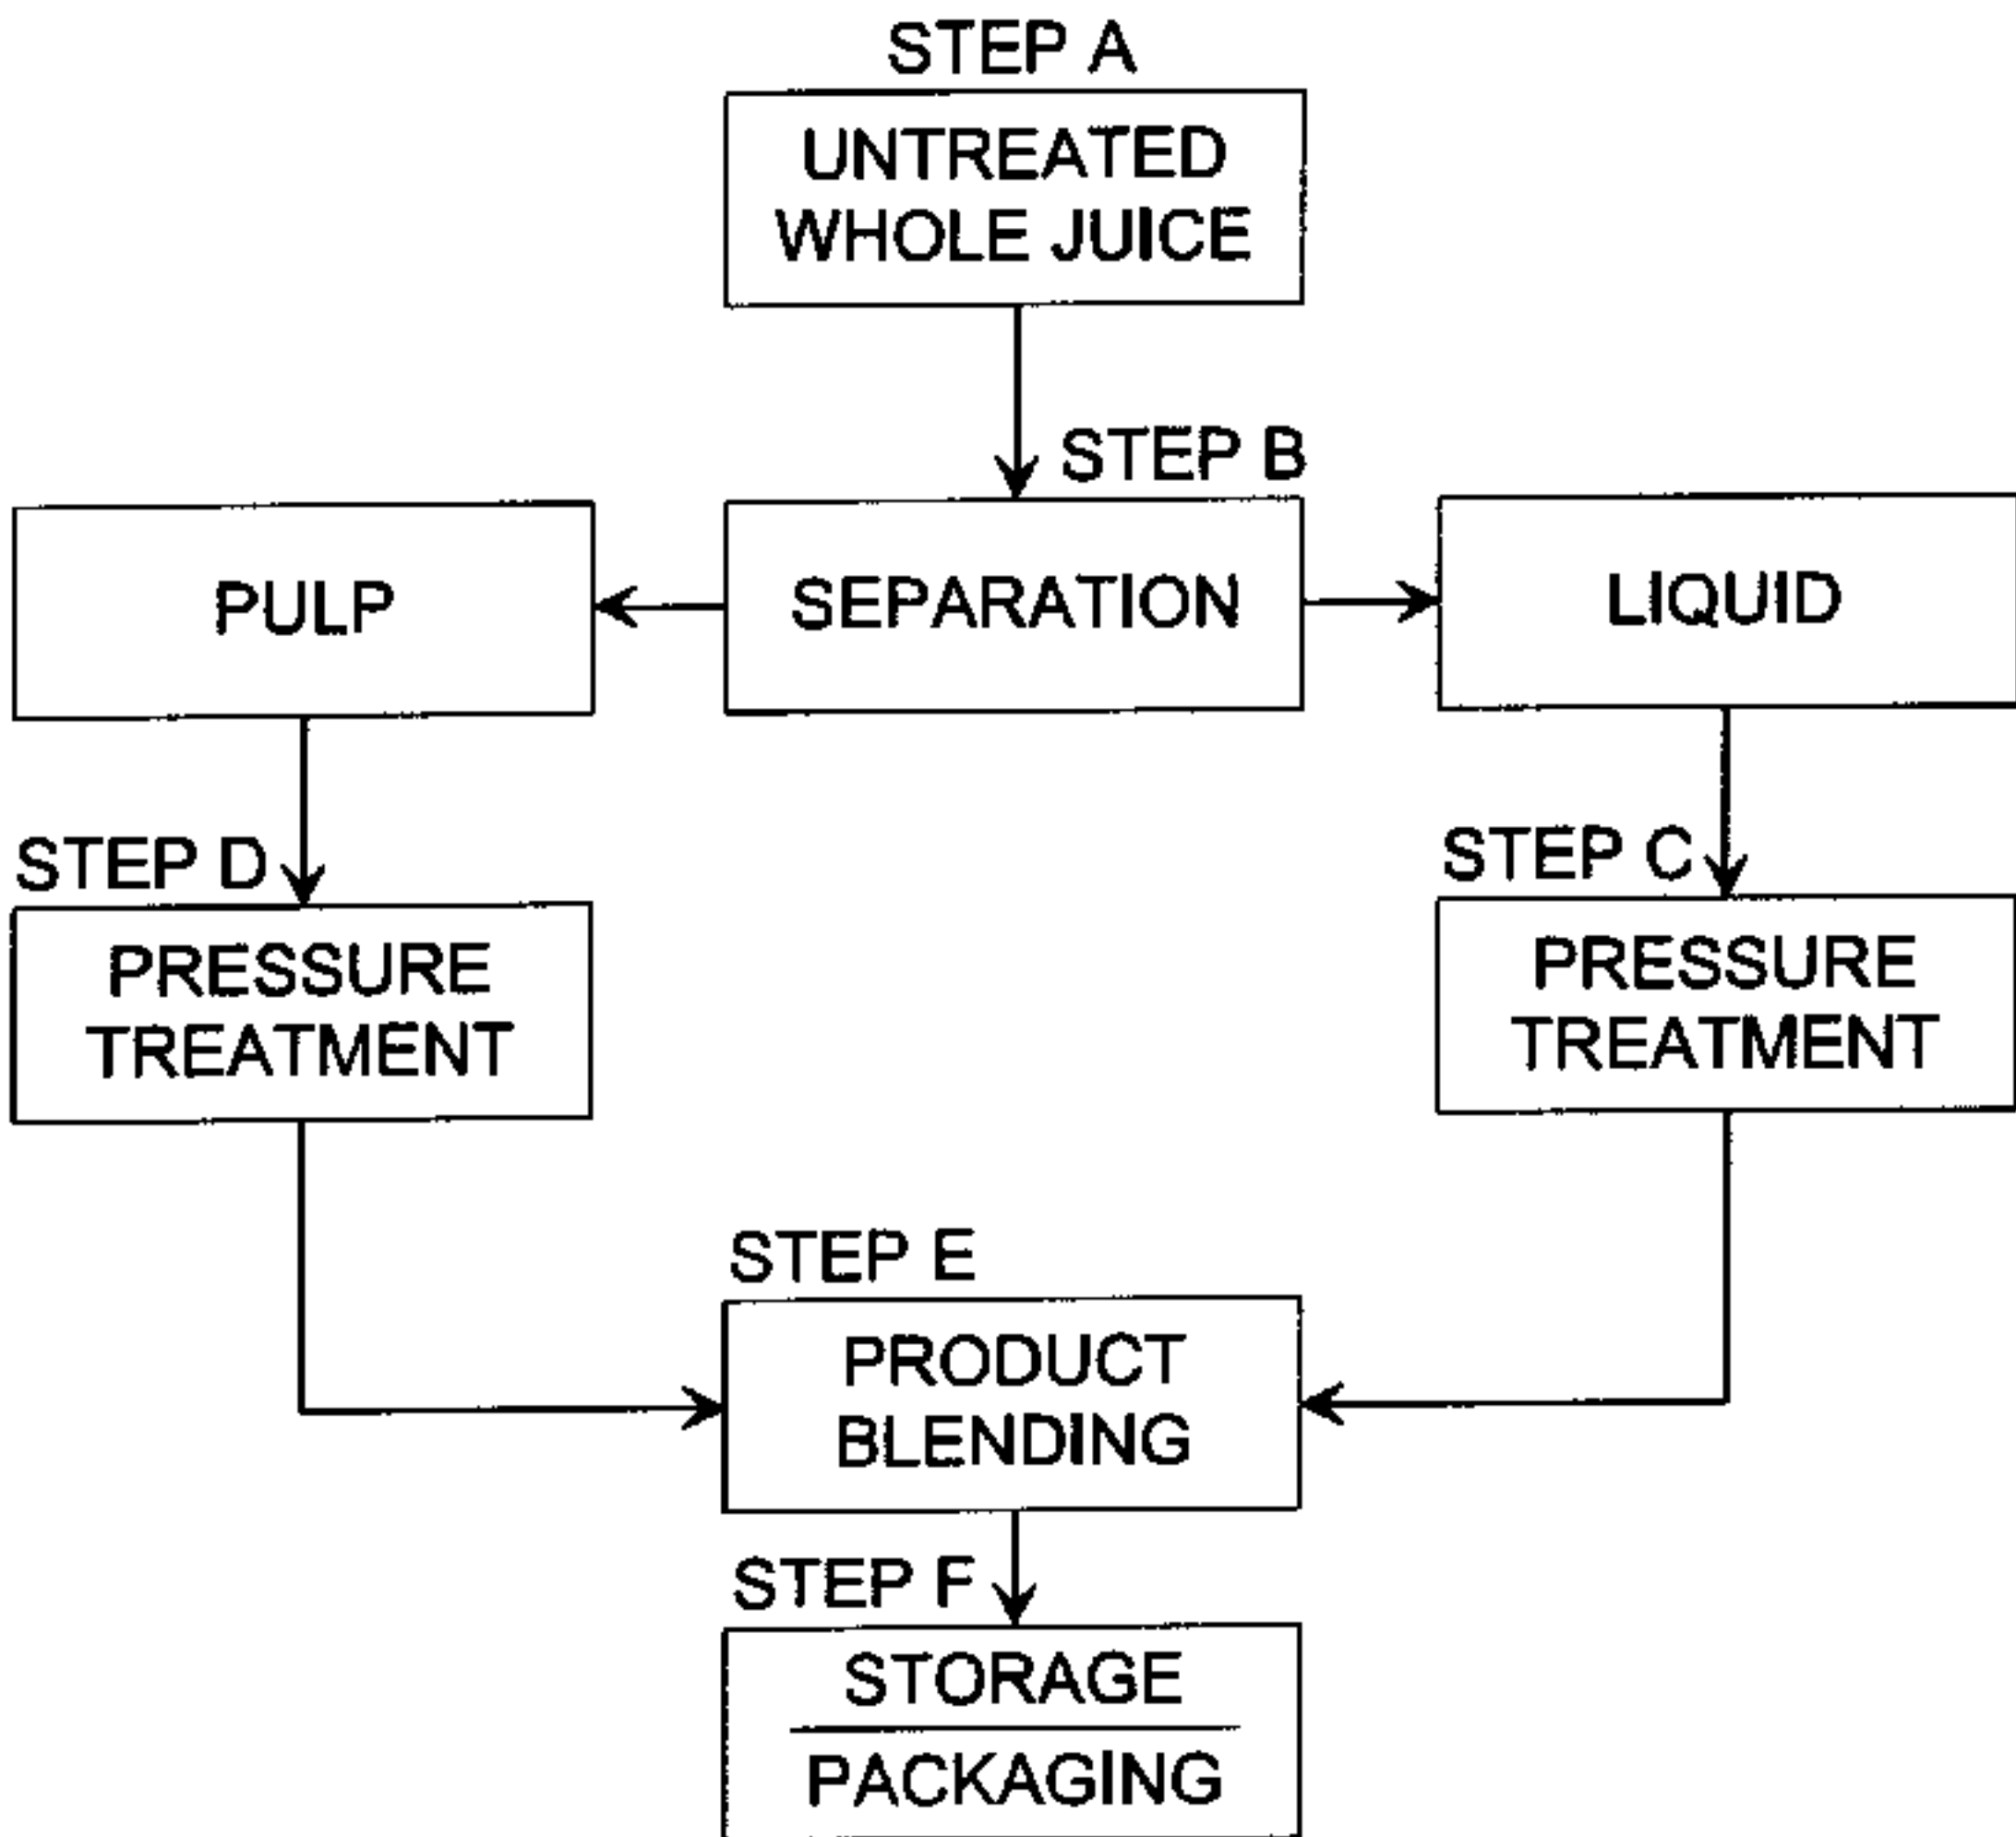 STEP A
UNTREATED
WHOLE JUICE
STEP B
PULP
SEPARATION
LIQUID
STEP D
PRESSURE
TREATMENT
STEP C
PRESSURE
TREATMENT
STEP E
PRODUCT
BLENDING
STEP F
STORAGE
PACKAGING